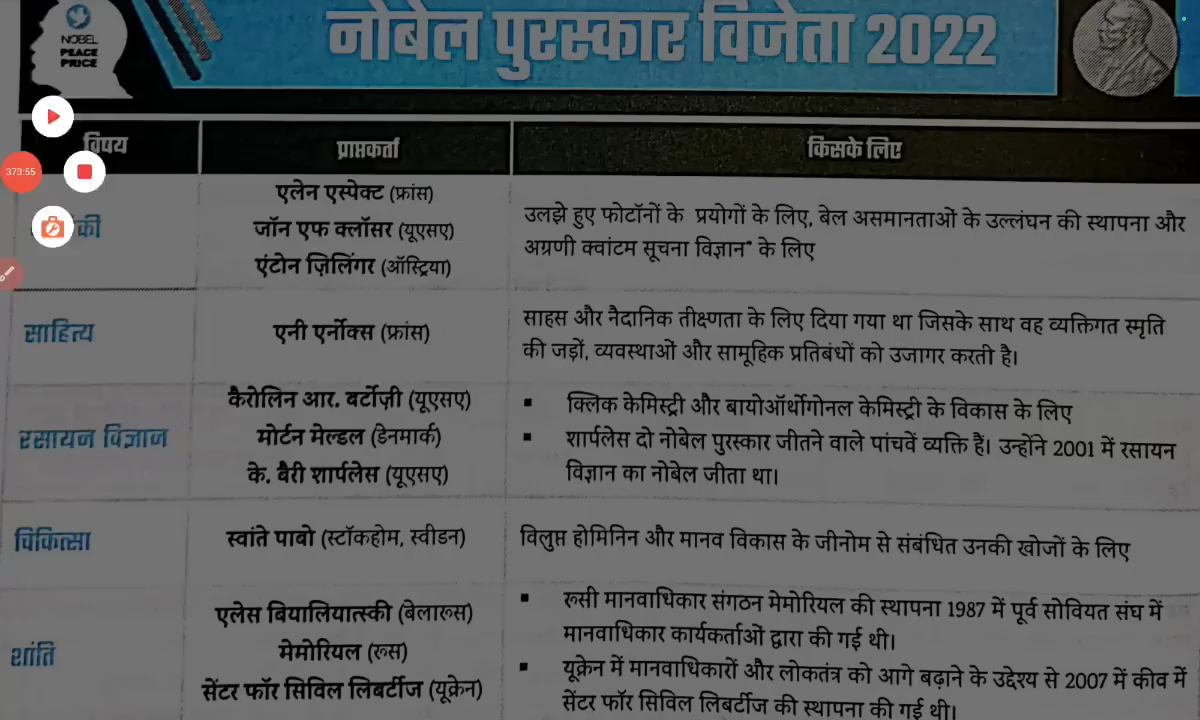 NOBEL
PEACE
PRICE
नोबेल पुरस्कार विजेता 2022
विषय
प्राप्तकर्ता
किसके लिए
373:55
की
एलेन एस्पेक्ट (फ्रांस)
जॉन एफ क्लॉसर (यूएसए)
एंटोन ज़िलिंगर (ऑस्ट्रिया)
उलझे हुए फोटॉनों के प्रयोगों के लिए, बेल असमानताओं के उल्लंघन की स्थापना और
अग्रणी क्वांटम सूचना विज्ञान" के लिए
साहित्य
एनी एर्नोक्स (फ्रांस)
साहस और नैदानिक तीक्ष्णता के लिए दिया गया था जिसके साथ वह व्यक्तिगत स्मृति
की जड़ों, व्यवस्थाओं और सामूहिक प्रतिबंधों को उजागर करती है।
रसायन विज्ञान
कैरोलिन आर. बर्टोज़ी (यूएसए)
मोर्टन मेल्डल (डेनमार्क)
के. बैरी शार्पलेस (यूएसए)
▪ क्लिक केमिस्ट्री और बायोऑर्थोगोनल केमिस्ट्री के विकास के लिए
▪ शार्पलेस दो नोबेल पुरस्कार जीतने वाले पांचवें व्यक्ति हैं। उन्होंने 2001 में रसायन
विज्ञान का नोबेल जीता था।
चिकित्सा
स्वांते पाबो (स्टॉकहोम, स्वीडन)
विलुप्त होमिनिन और मानव विकास के जीनोम से संबंधित उनकी खोजों के लिए
शांति
एलेस बियालियात्स्की (बेलारूस)
मेमोरियल (रूस)
सेंटर फॉर सिविल लिबर्टीज (यूक्रेन)
▪ रूसी मानवाधिकार संगठन मेमोरियल की स्थापना 1987 में पूर्व सोवियत संघ में
मानवाधिकार कार्यकर्ताओं द्वारा की गई थी।
▪ यूक्रेन में मानवाधिकारों और लोकतंत्र को आगे बढ़ाने के उद्देश्य से 2007 में कीव में
सेंटर फॉर सिविल लिबर्टीज की स्थापना की गई थी।